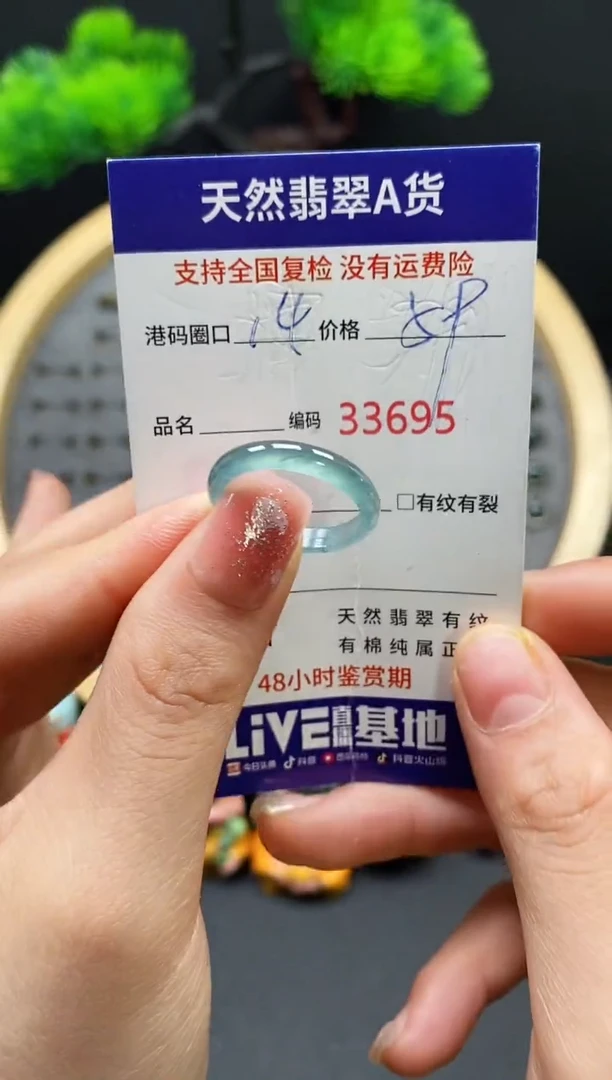 天然翡翠A货
支持全国复检 没有运费险
港码圈口 14 价格
品名 编码 33695
□有纹有裂
天然翡翠有纹
有棉纯属正
48小时鉴赏期
LiVE直播基地
今日头条 抖音 西瓜视频 抖音火山版